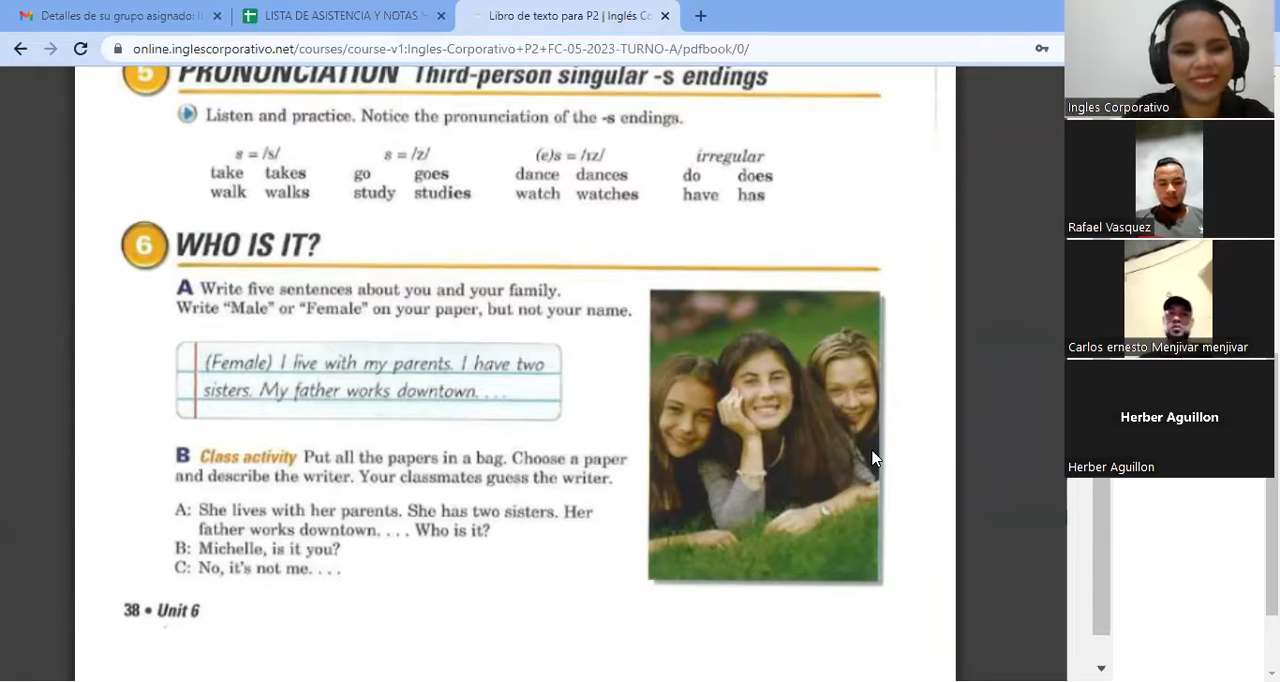 Detalles de su grupo asignado: I
LISTA DE ASISTENCIA Y NOTAS
Libro de texto para P2 | Inglés Co
online.inglescorporativo.net/courses/course-v1:Ingles-Corporativo+P2+FC-05-2023-TURNO-A/pdfbook/0/
5 PRONUNCIATION Third-person singular -s endings
Listen and practice. Notice the pronunciation of the -s endings.
s = /s/ s = /z/ (e)s = /ɪz/ irregular
take takes go goes dance dances do does
walk walks study studies watch watches have has
6 WHO IS IT?
A Write five sentences about you and your family.
Write “Male” or “Female” on your paper, but not your name.
(Female) I live with my parents. I have two
sisters. My father works downtown. . . .
B Class activity Put all the papers in a bag. Choose a paper
and describe the writer. Your classmates guess the writer.
A: She lives with her parents. She has two sisters. Her
father works downtown. . . . Who is it?
B: Michelle, is it you?
C: No, it's not me. . . .
38 • Unit 6
Ingles Corporativo
Rafael Vasquez
Carlos ernesto Menjivar menjivar
Herber Aguillon
Herber Aguillon